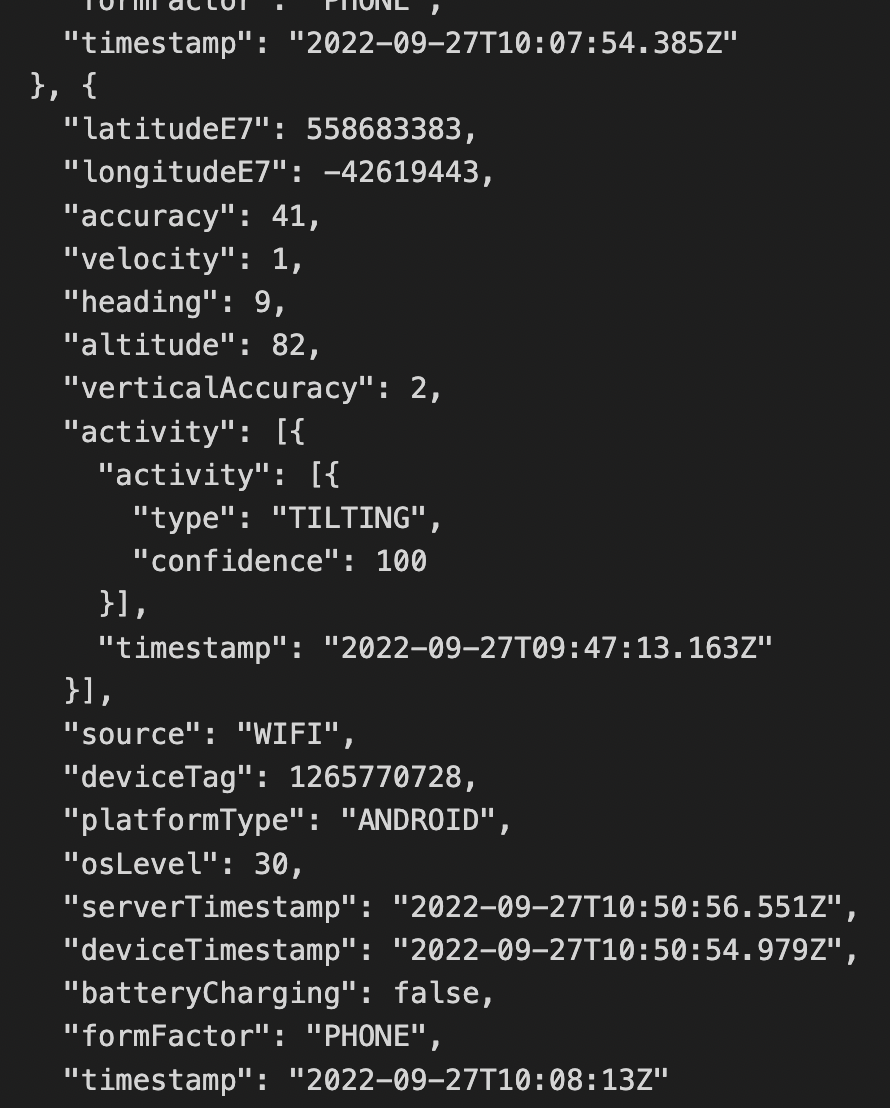 "formFactor": "PHONE",
"timestamp": "2022-09-27T10:07:54.385Z"
}, {
"latitudeE7": 558683383,
"longitudeE7": -42619443,
"accuracy": 41,
"velocity": 1,
"heading": 9,
"altitude": 82,
"verticalAccuracy": 2,
"activity": [{
"activity": [{
"type": "TILTING",
"confidence": 100
}],
"timestamp": "2022-09-27T09:47:13.163Z"
}],
"source": "WIFI",
"deviceTag": 1265770728,
"platformType": "ANDROID",
"osLevel": 30,
"serverTimestamp": "2022-09-27T10:50:56.551Z",
"deviceTimestamp": "2022-09-27T10:50:54.979Z",
"batteryCharging": false,
"formFactor": "PHONE",
"timestamp": "2022-09-27T10:08:13Z"